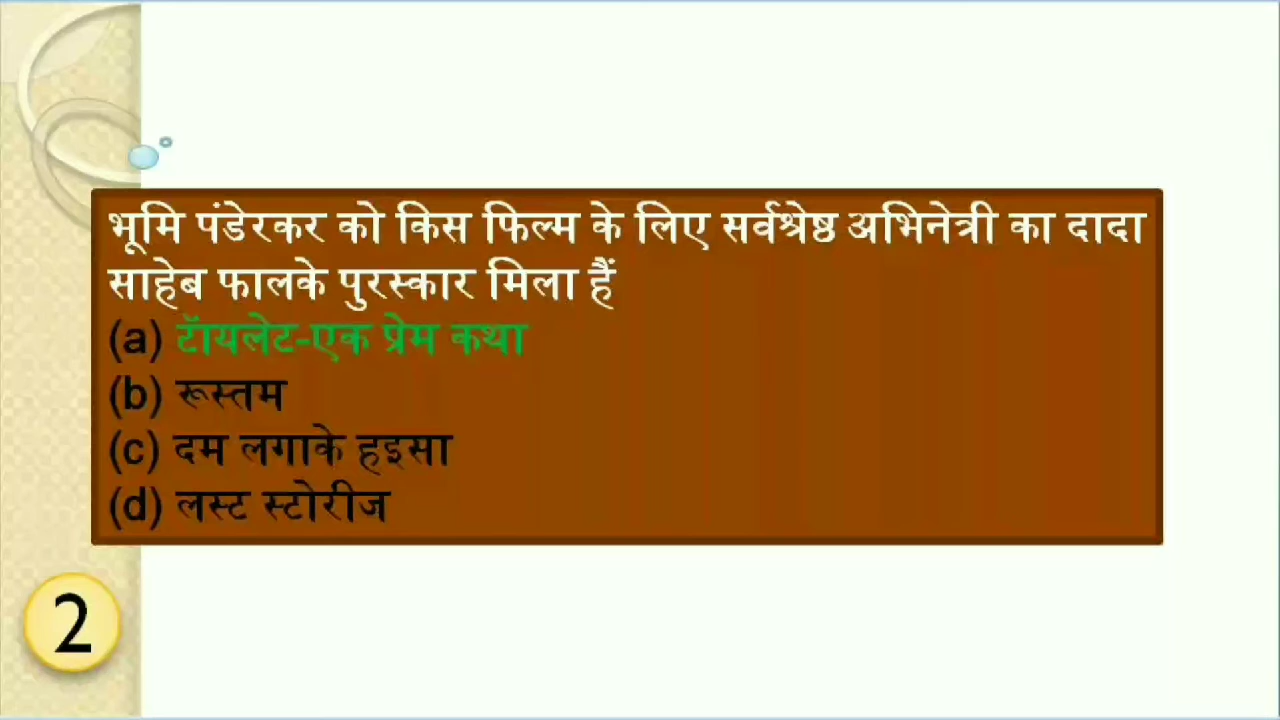 भूमि पंडेरकर को किस फिल्म के लिए सर्वश्रेष्ठ अभिनेत्री का दादा
साहेब फालके पुरस्कार मिला हैं
(a) टॅायलेट-एक प्रेम कथा
(b) रूस्तम
(c) दम लगाके हइसा
(d) लस्ट स्टोरीज
2